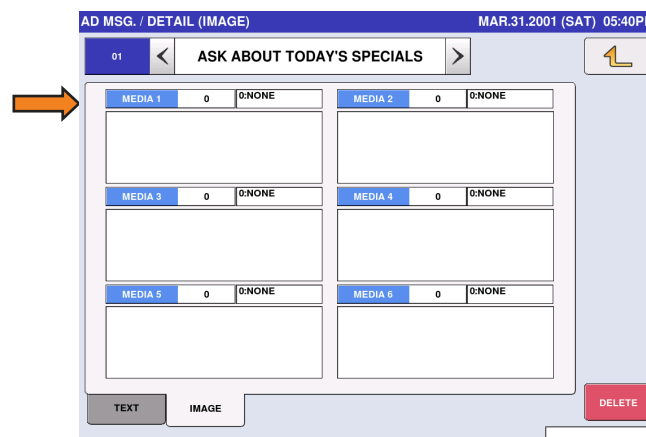 AD MSG. / DETAIL (IMAGE) MAR.31.2001 (SAT) 05:40P
01 ASK ABOUT TODAY'S SPECIALS
MEDIA 1 0 0:NONE MEDIA 2 0 0:NONE
MEDIA 3 0 0:NONE MEDIA 4 0 0:NONE
MEDIA 5 0 0:NONE MEDIA 6 0 0:NONE
TEXT IMAGE DELETE